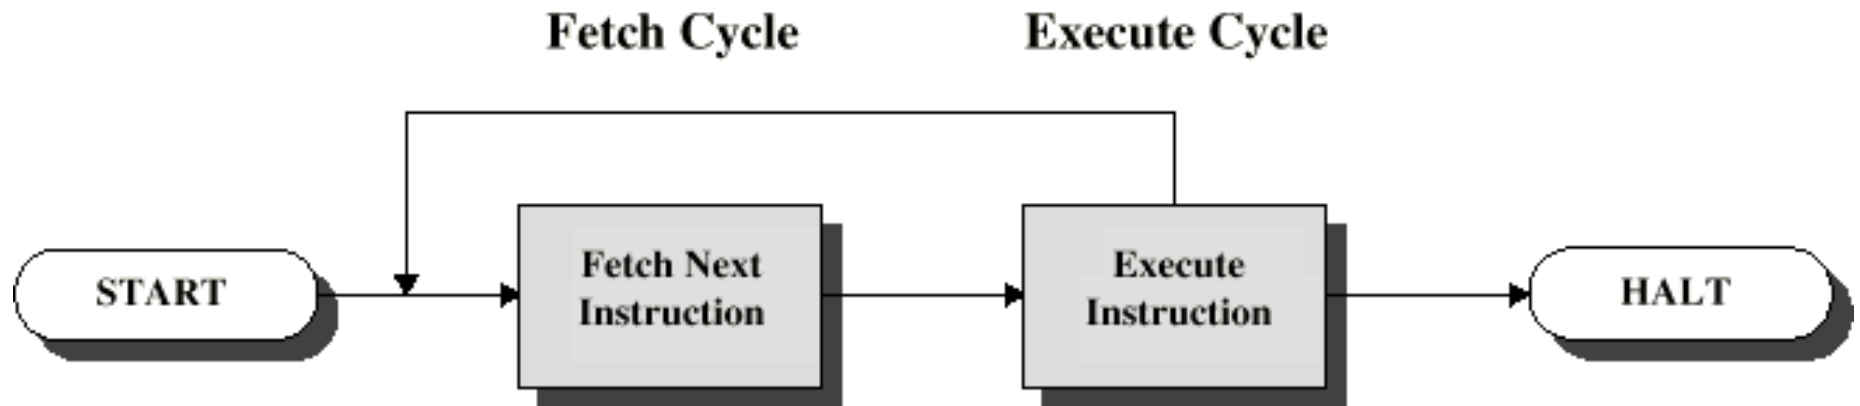 Fetch Cycle
Execute Cycle
START
Fetch Next
Instruction
Execute
Instruction
HALT